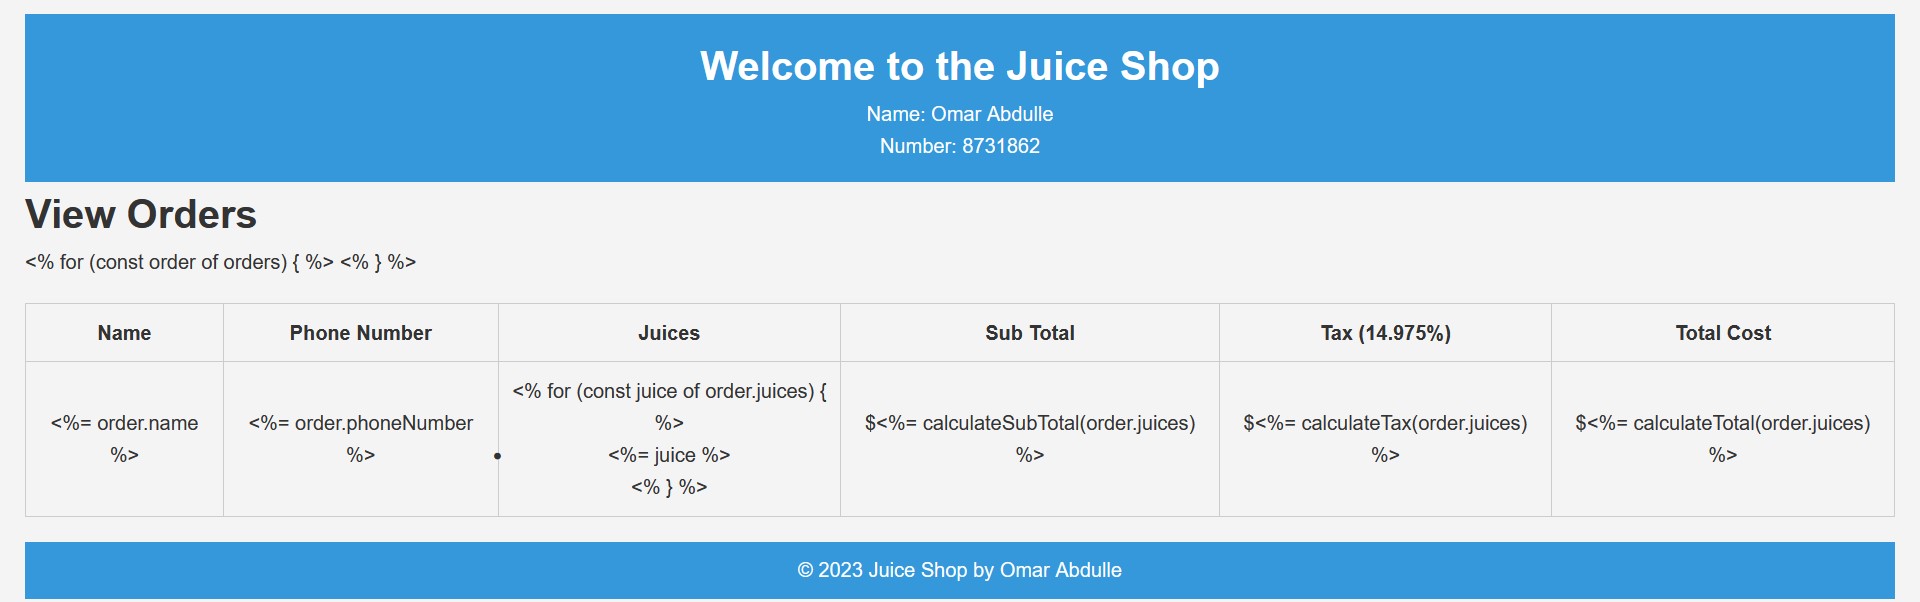 Welcome to the Juice Shop
Name: Omar Abdulle
Number: 8731862
View Orders
<% for (const order of orders) { %> <% } %>
Name
Phone Number
Juices
Sub Total
Tax (14.975%)
Total Cost
<%= order.name
%>
<%= order.phoneNumber
%>
<% for (const juice of order.juices) {
%>
• <%= juice %>
<% } %>
$<%= calculateSubTotal(order.juices)
%>
$<%= calculateTax(order.juices)
%>
$<%= calculateTotal(order.juices)
%>
© 2023 Juice Shop by Omar Abdulle